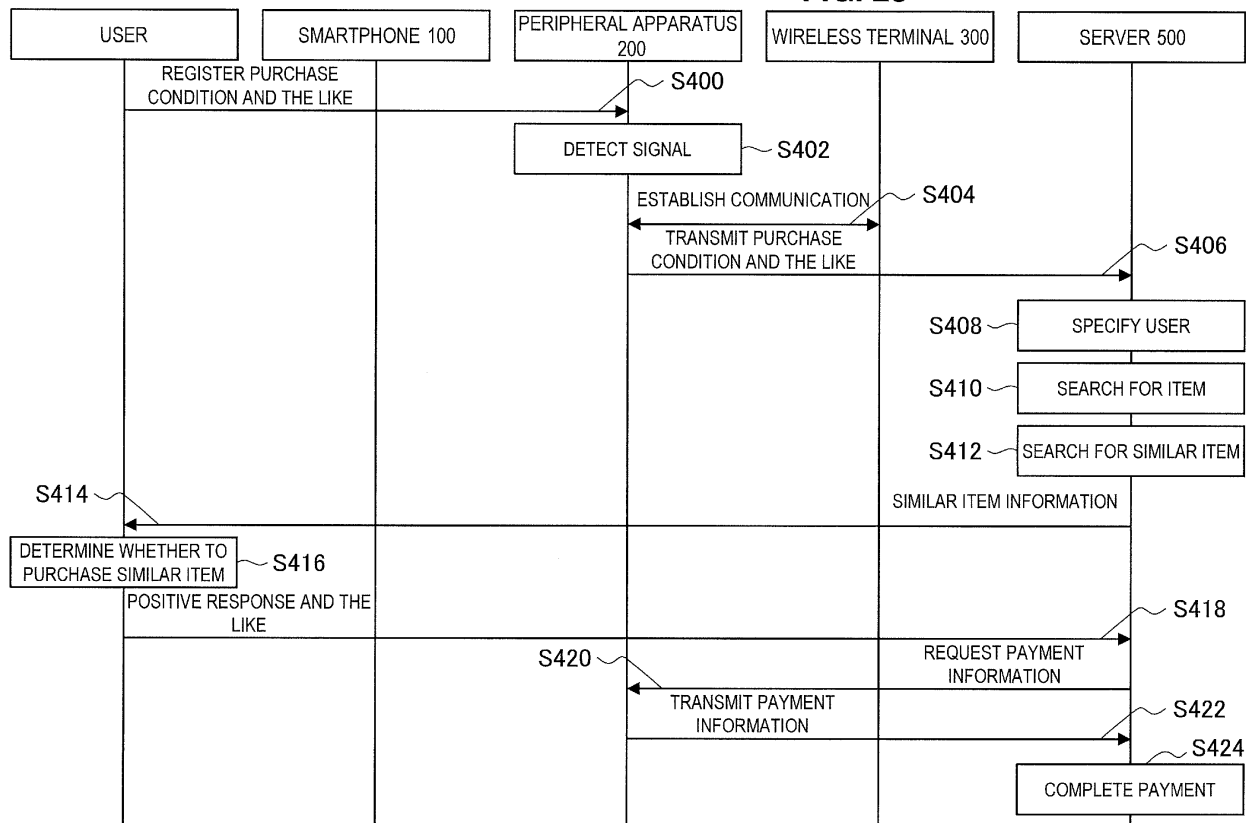 USER
SMARTPHONE 100
PERIPHERAL APPARATUS
200
WIRELESS TERMINAL 300
SERVER 500
REGISTER PURCHASE
CONDITION AND THE LIKE
S400
DETECT SIGNAL
S402
ESTABLISH COMMUNICATION
S404
TRANSMIT PURCHASE
CONDITION AND THE LIKE
S406
S408
SPECIFY USER
S410
SEARCH FOR ITEM
S412
SEARCH FOR SIMILAR ITEM
S414
SIMILAR ITEM INFORMATION
DETERMINE WHETHER TO
PURCHASE SIMILAR ITEM
S416
POSITIVE RESPONSE AND THE
LIKE
S418
S420
REQUEST PAYMENT
INFORMATION
TRANSMIT PAYMENT
INFORMATION
S422
S424
COMPLETE PAYMENT